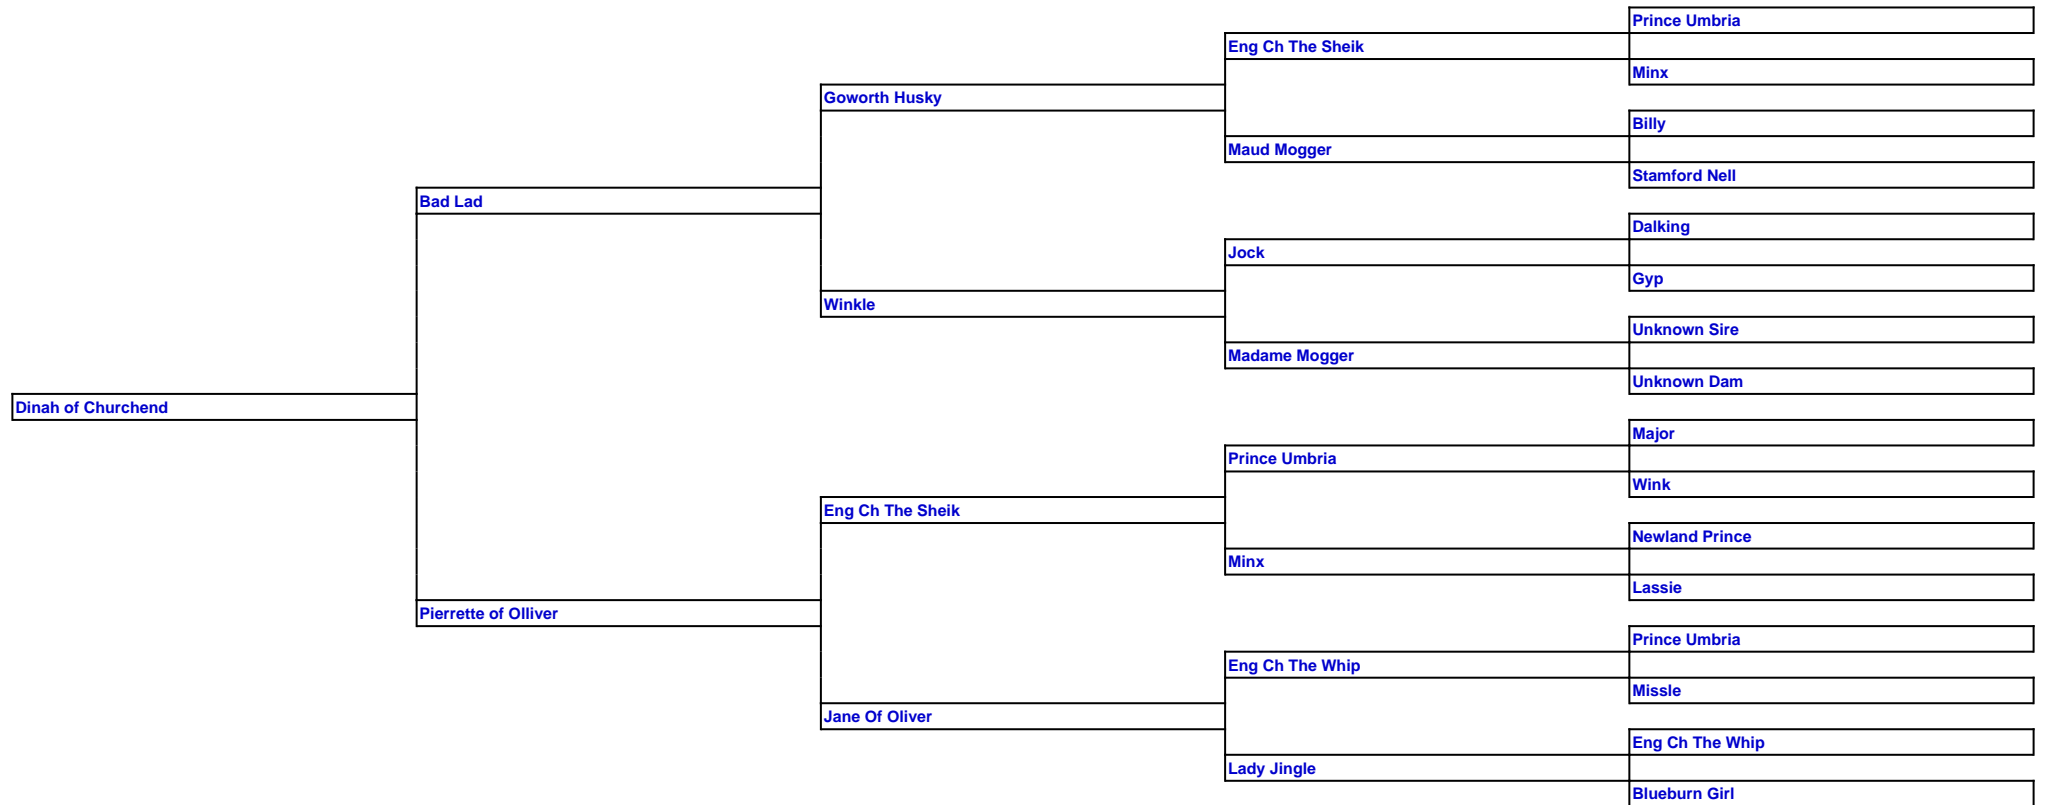 Prince Umbria
Eng Ch The Sheik
Minx
Goworth Husky
Billy
Maud Mogger
Stamford Nell
Bad Lad
Dalking
Jock
Gyp
Winkle
Unknown Sire
Madame Mogger
Unknown Dam
Dinah of Churchend
Major
Prince Umbria
Wink
Eng Ch The Sheik
Newland Prince
Minx
Lassie
Pierrette of Olliver
Prince Umbria
Eng Ch The Whip
Missle
Jane Of Oliver
Eng Ch The Whip
Lady Jingle
Blueburn Girl